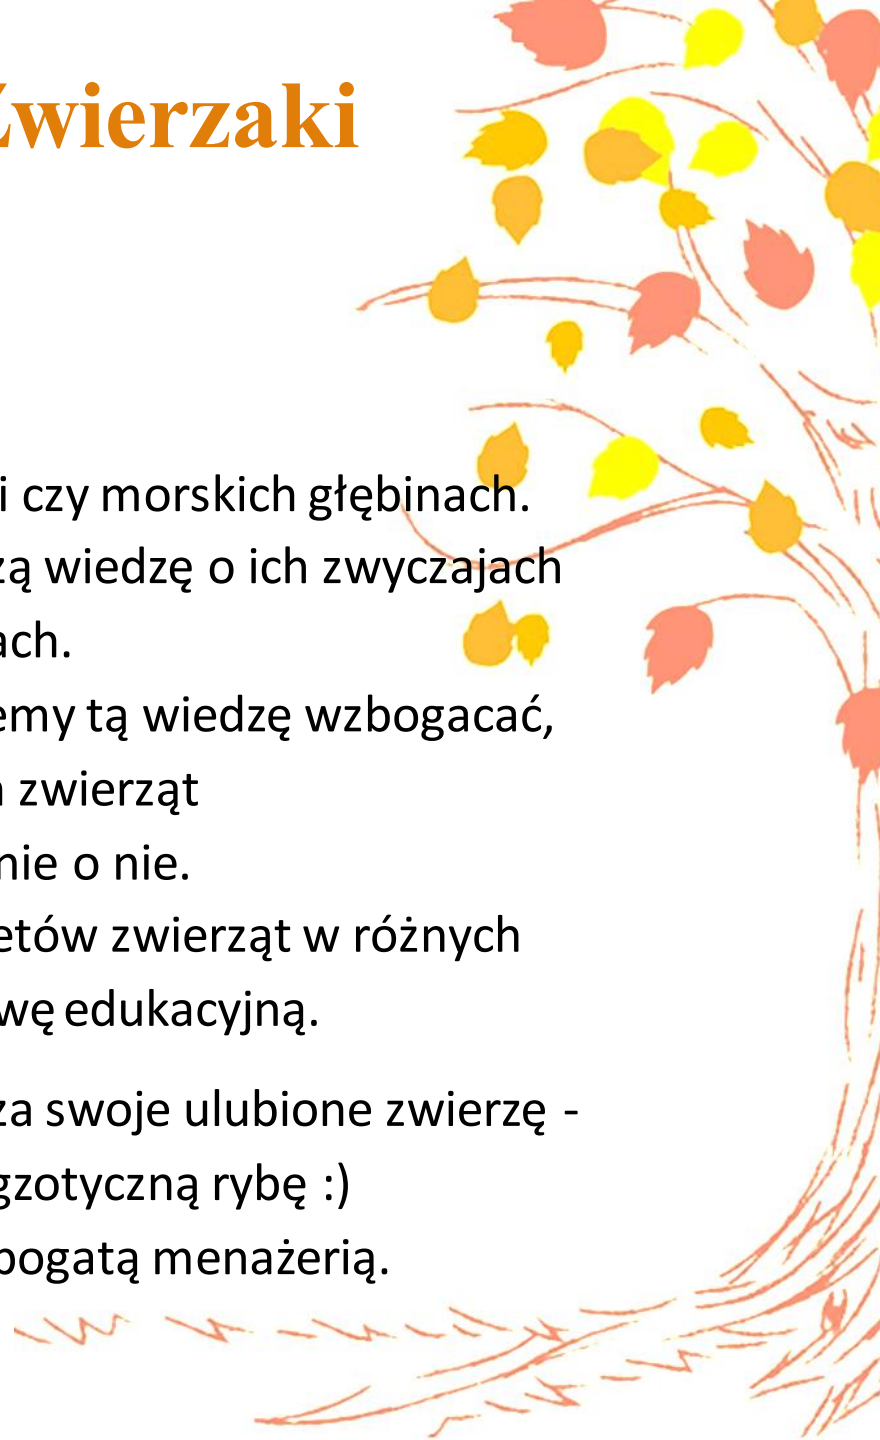 Zwierzaki
i czy morskich głębinach.
zą wiedzę o ich zwyczajach
ach.
emy tą wiedzę wzbogacać,
zwierząt
nie o nie.
etów zwierząt w różnych
wę edukacyjną.
za swoje ulubione zwierzę -
gzotyczną rybę :)
bogatą menażerią.